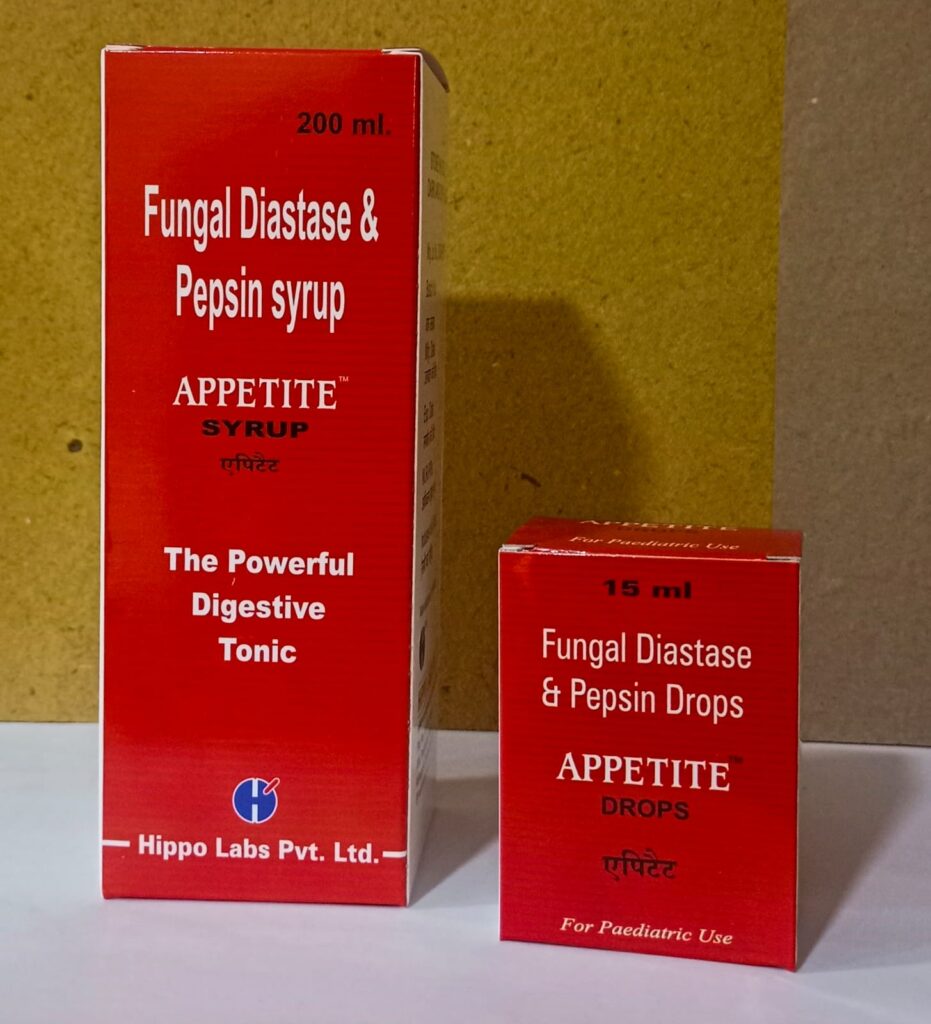 200 ml.
Fungal Diastase &
Pepsin syrup
APPETITE™
SYRUP
एपिटैट
The Powerful
Digestive
Tonic
Hippo Labs Pvt. Ltd.
APPETITE
For Paediatric Use
15 ml
Fungal Diastase
& Pepsin Drops
APPETITE™
DROPS
एपिटैट
For Paediatric Use